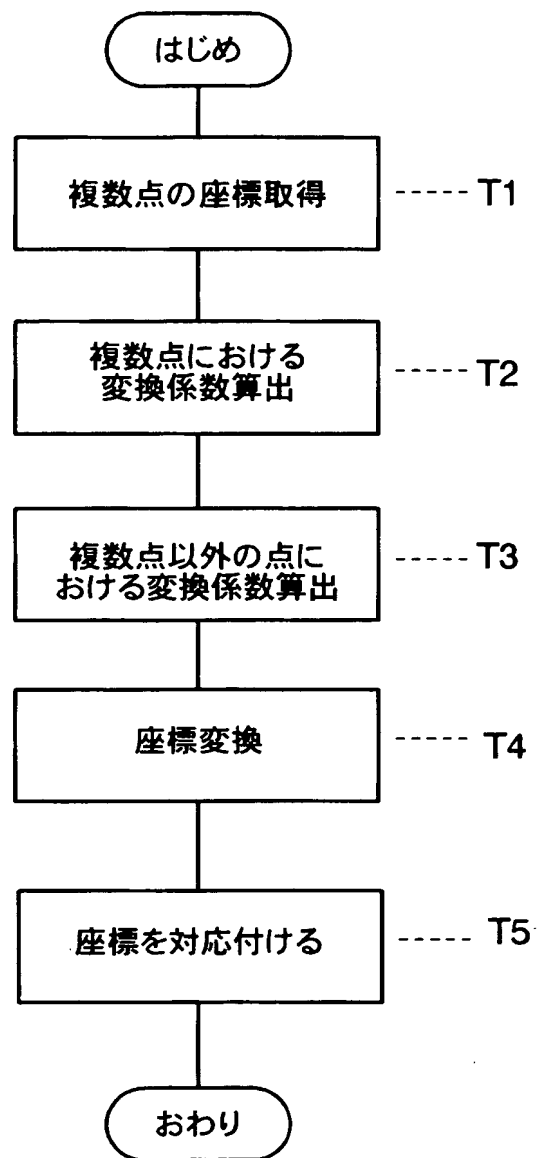 はじめ
複数点の座標取得
T1
複数点における
変換係数算出
T2
複数点以外の点に
おける変換係数算出
T3
座標変換
T4
座標を対応付ける
T5
おわり